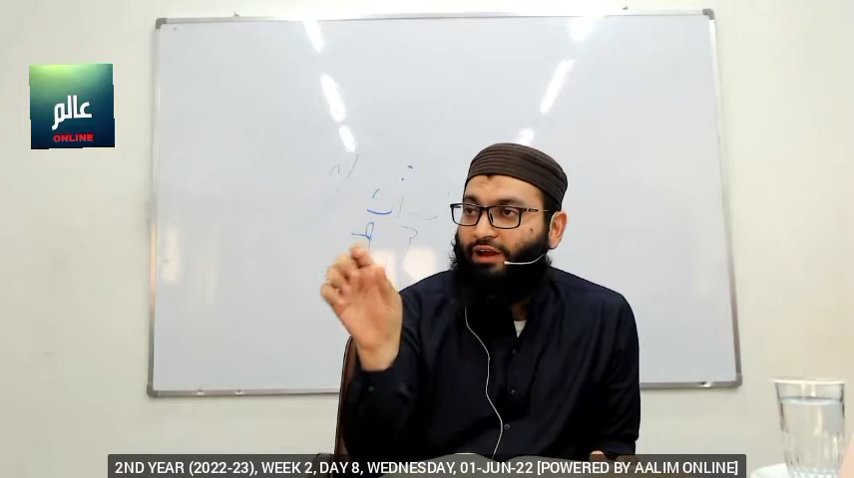 عالم
ONLINE
2ND YEAR (2022-23), WEEK 2, DAY 8, WEDNESDAY, 01-JUN-22 [POWERED BY AALIM ONLINE]